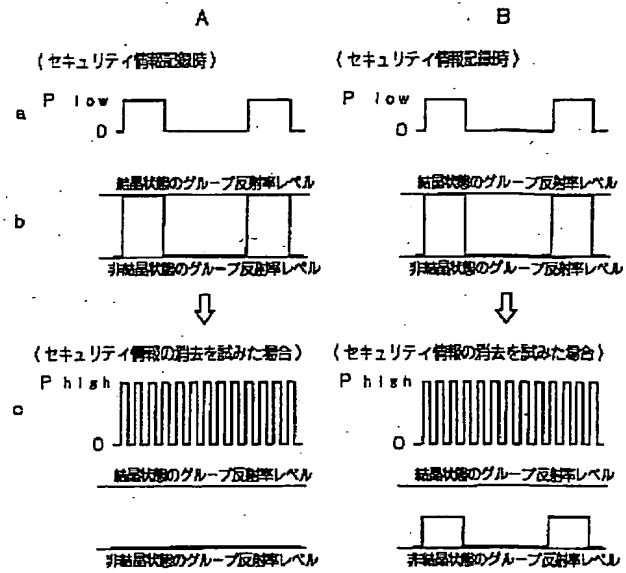 A B
〈セキュリティ情報記録時〉 〈セキュリティ情報記録時〉
a P low P low
0 0
結晶状態のグループ反射率レベル 結晶状態のグループ反射率レベル
b
非結晶状態のグループ反射率レベル 非結晶状態のグループ反射率レベル
〈セキュリティ情報の消去を試みた場合〉 〈セキュリティ情報の消去を試みた場合〉
P high P high
c
0 0
結晶状態のグループ反射率レベル 結晶状態のグループ反射率レベル
非結晶状態のグループ反射率レベル 非結晶状態のグループ反射率レベル